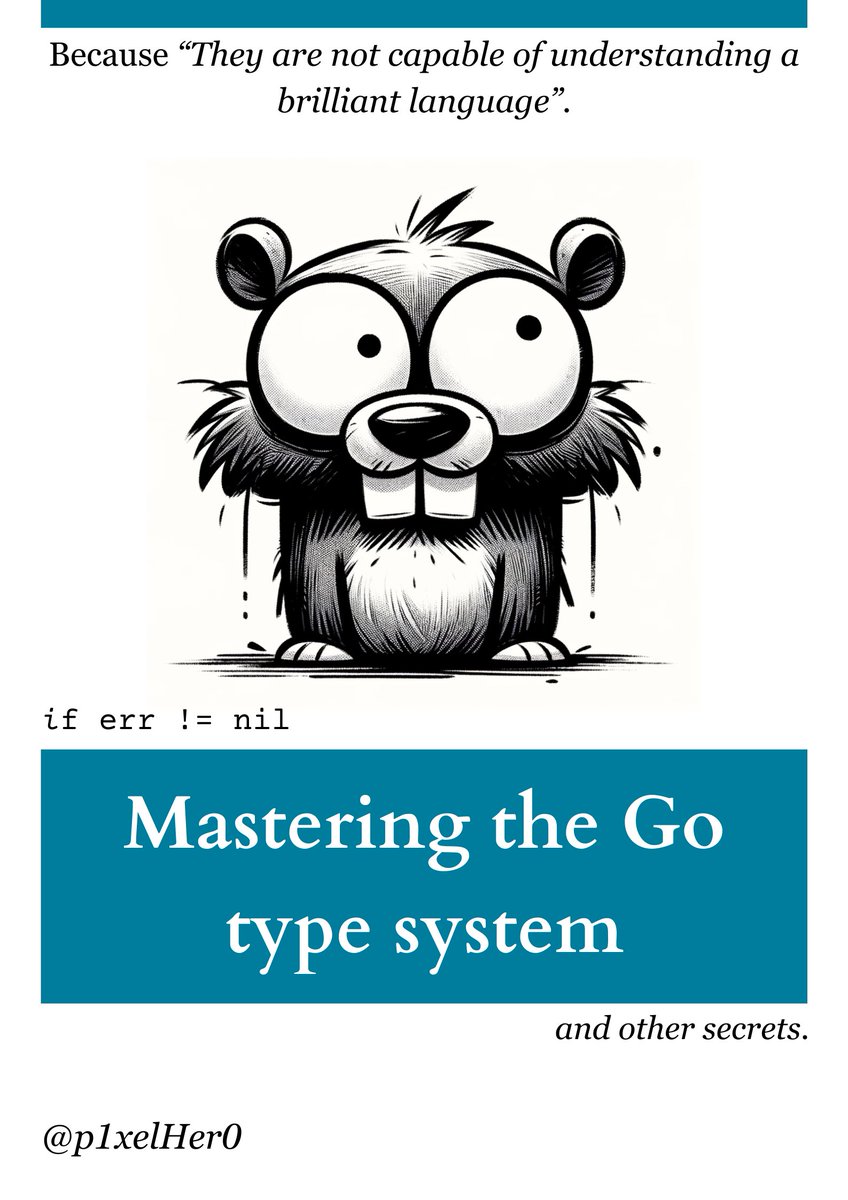 Because “They are not capable of understanding a
brilliant language”.
if err != nil
Mastering the Go
type system
and other secrets.
@p1xelHer0